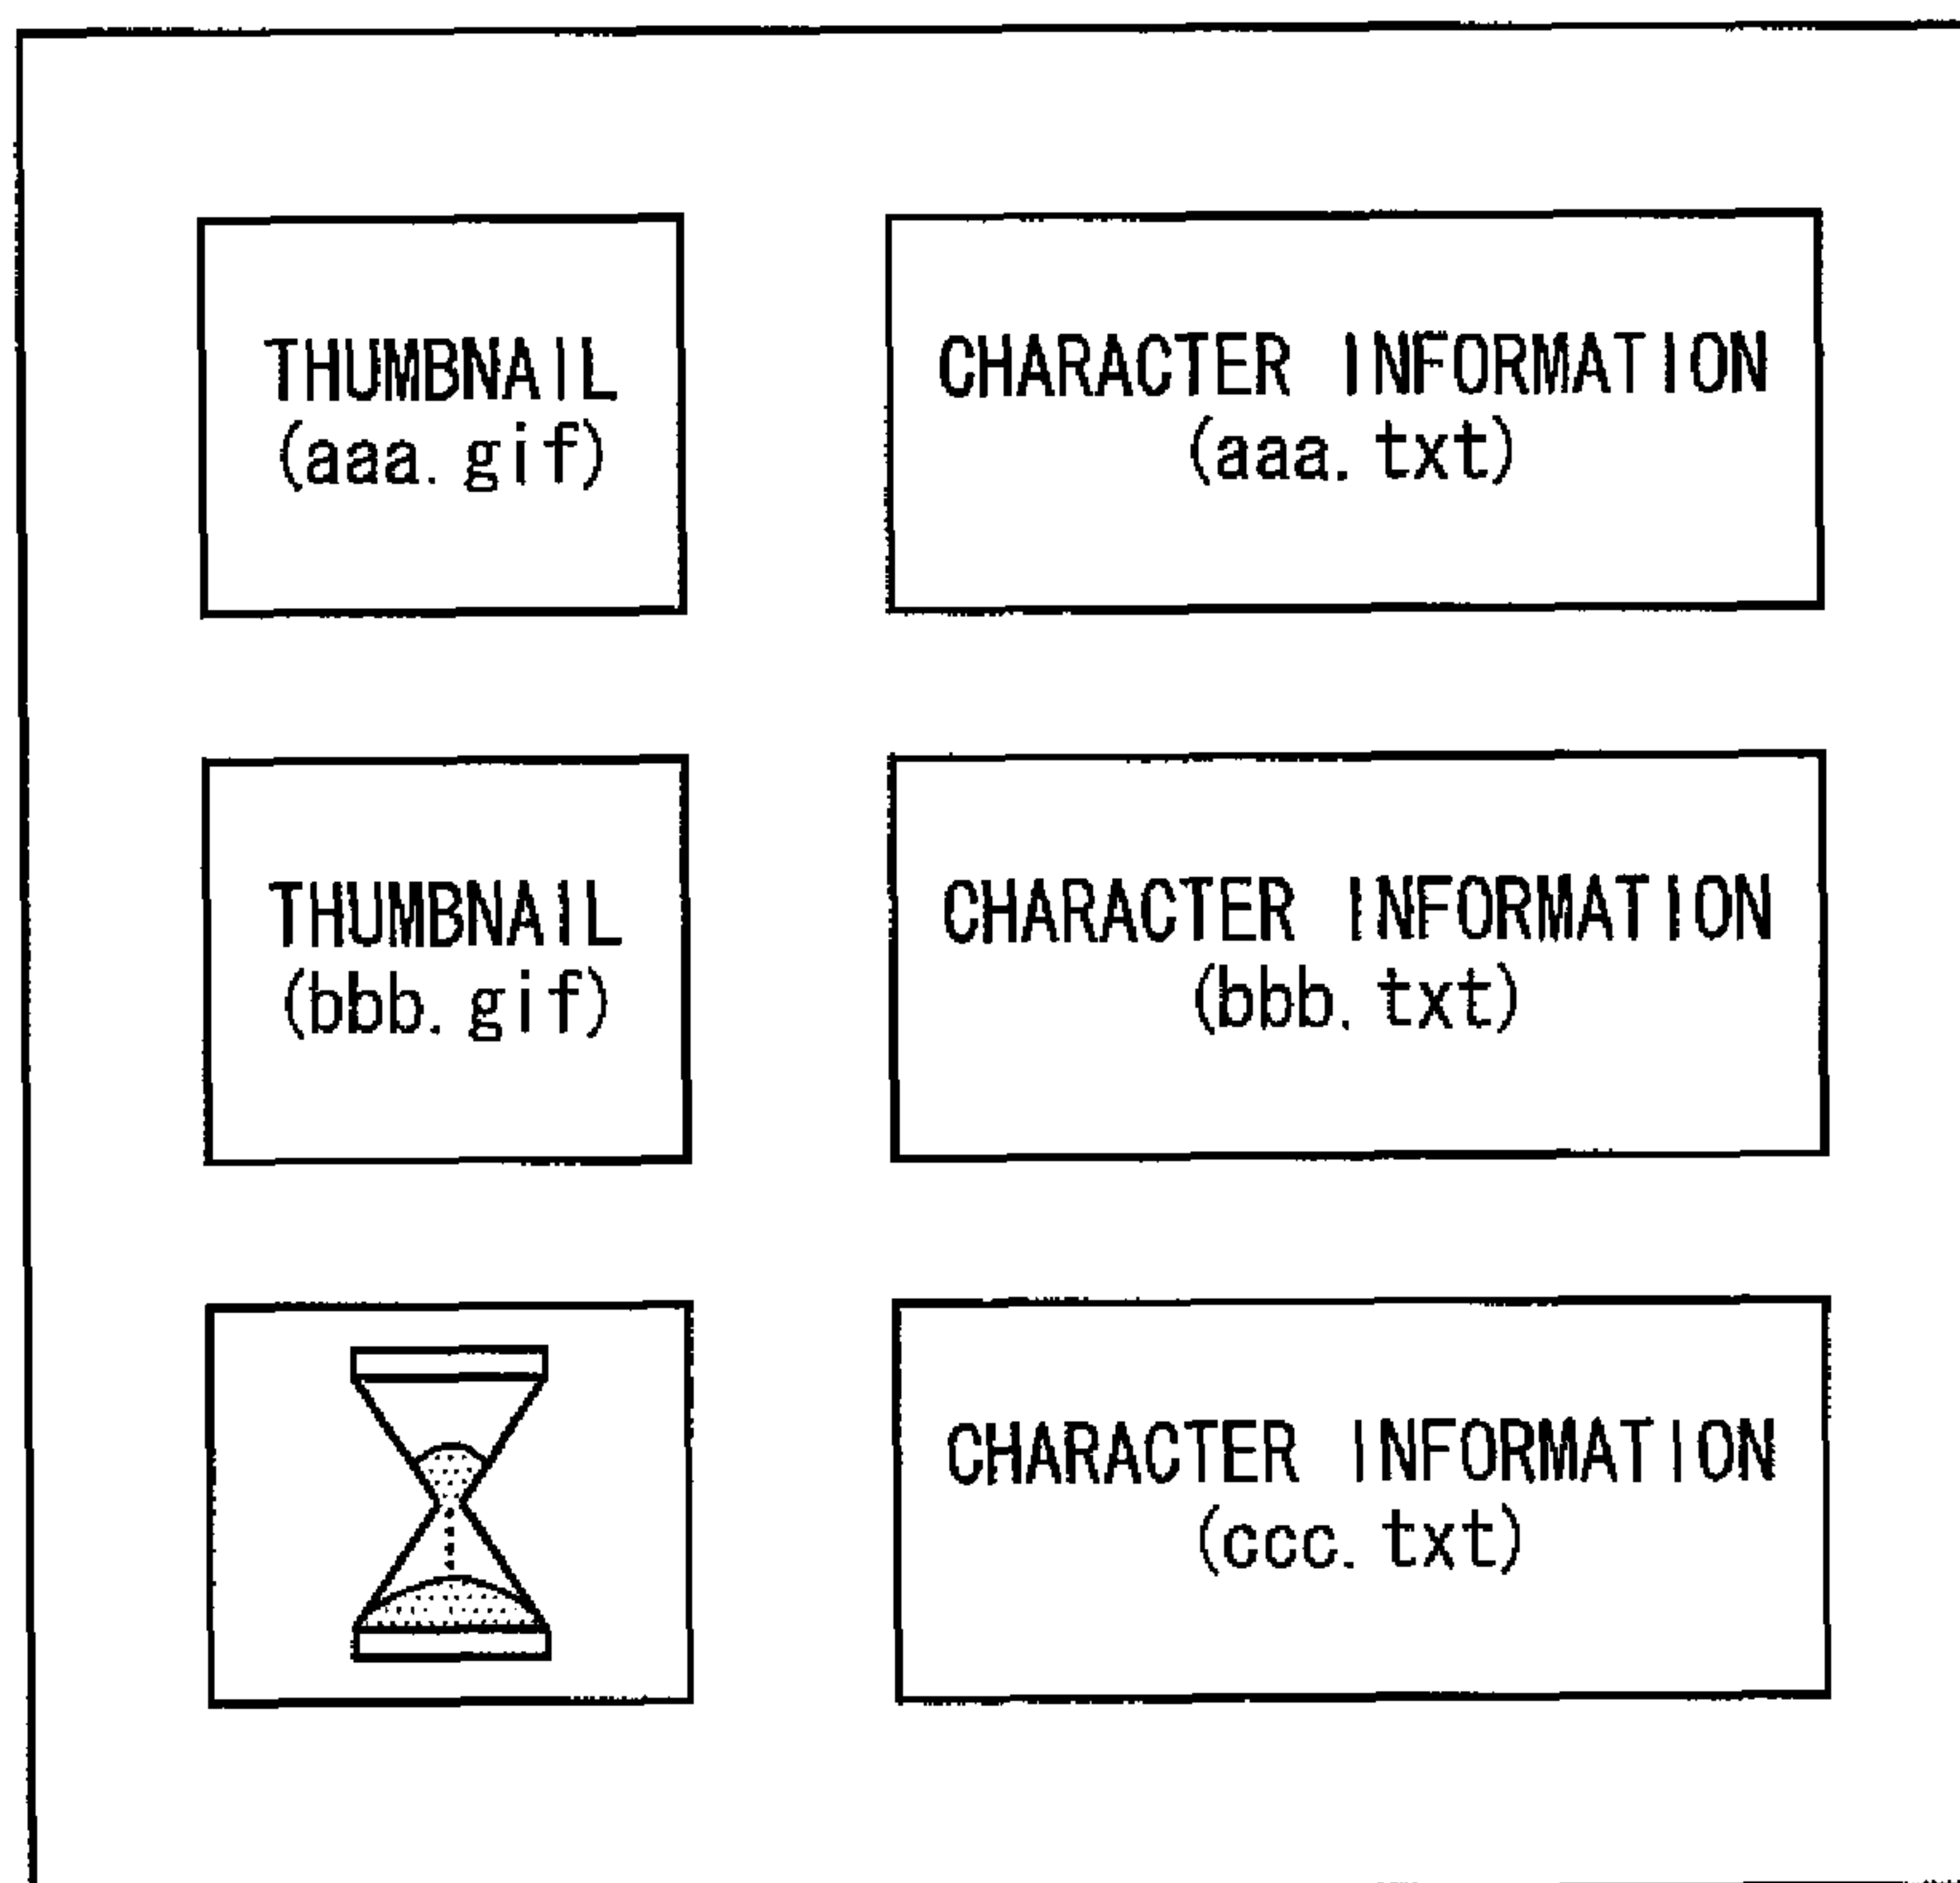 THUMBNAIL
(aaa. gif)
CHARACTER INFORMATION
(aaa. txt)
THUMBNAIL
(bbb. gif)
CHARACTER INFORMATION
(bbb. txt)
CHARACTER INFORMATION
(ccc. txt)